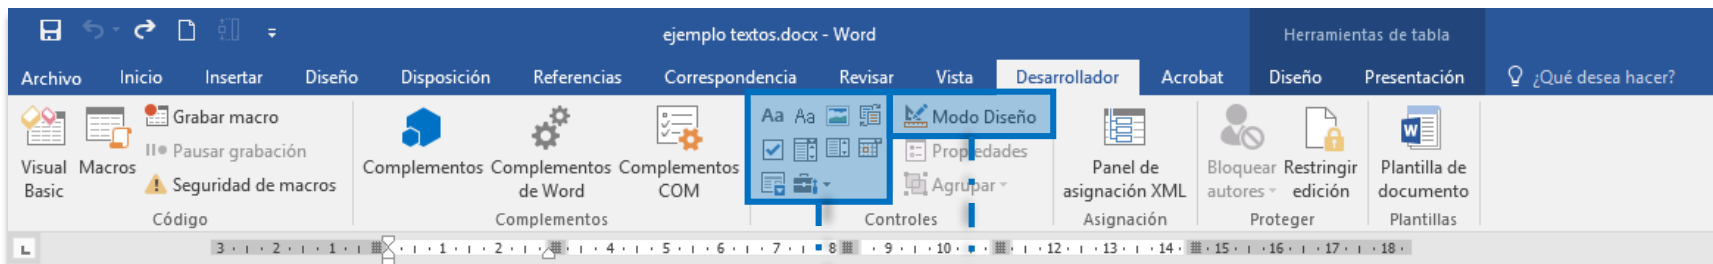 ejemplo textos.docx - Word
Herramientas de tabla
Archivo Inicio Insertar Diseño Disposición Referencias Correspondencia Revisar Vista Desarrollador Acrobat Diseño Presentación ¿Qué desea hacer?
Visual Basic
Macros
Grabar macro
Pausar grabación
Seguridad de macros
Código
Complementos
Complementos de Word
Complementos COM
Complementos
Aa Aa
Modo Diseño
Propiedades
Agrupar
Controles
Panel de asignación XML
Asignación
Bloquear autores
Restringir edición
Proteger
Plantilla de documento
Plantillas
L 3 2 1 1 2 4 5 6 7 8 9 10 12 13 14 15 16 17 18